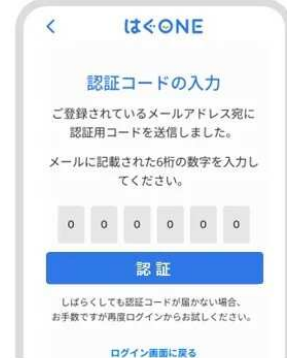 はぐONE
認証コードの入力
ご登録されているメールアドレス宛に
認証用コードを送信しました。
メールに記載された6桁の数字を入力し
てください。
0 0 0 0 0 0
認証
しばらくしても認証コードが届かない場合、
お手数ですが再度ログインからお試しください。
ログイン画面に戻る